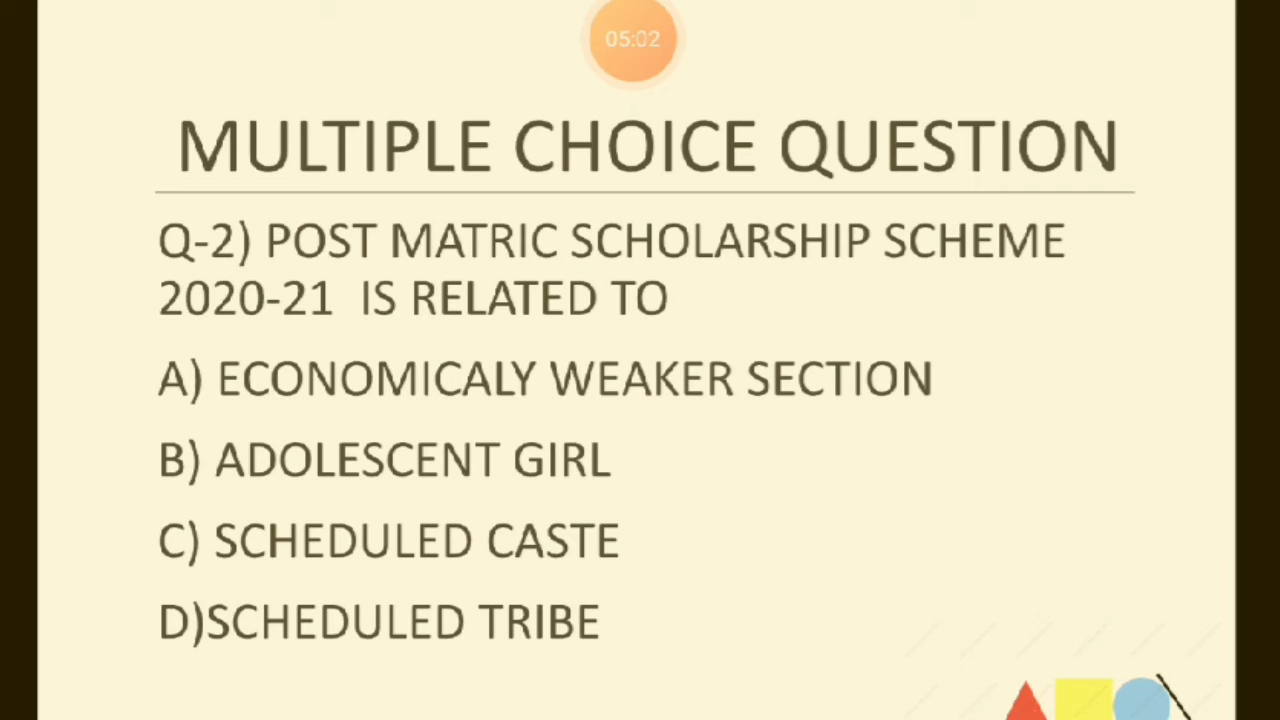 05:02
MULTIPLE CHOICE QUESTION
Q-2) POST MATRIC SCHOLARSHIP SCHEME
2020-21 IS RELATED TO
A) ECONOMICALY WEAKER SECTION
B) ADOLESCENT GIRL
C) SCHEDULED CASTE
D)SCHEDULED TRIBE